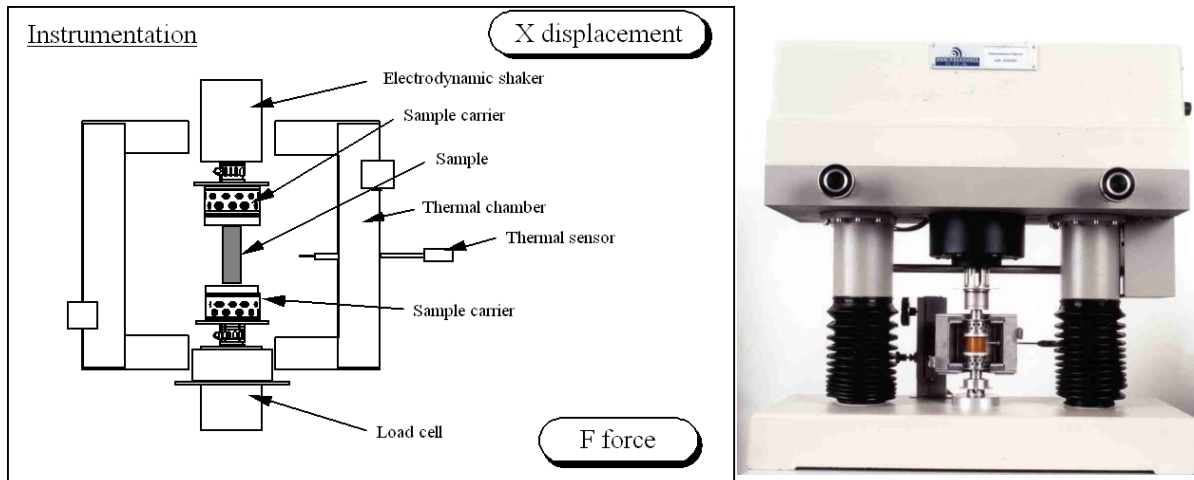 Instrumentation
X displacement
Electrodynamic shaker
Sample carrier
Sample
Thermal chamber
Thermal sensor
Sample carrier
Load cell
F force